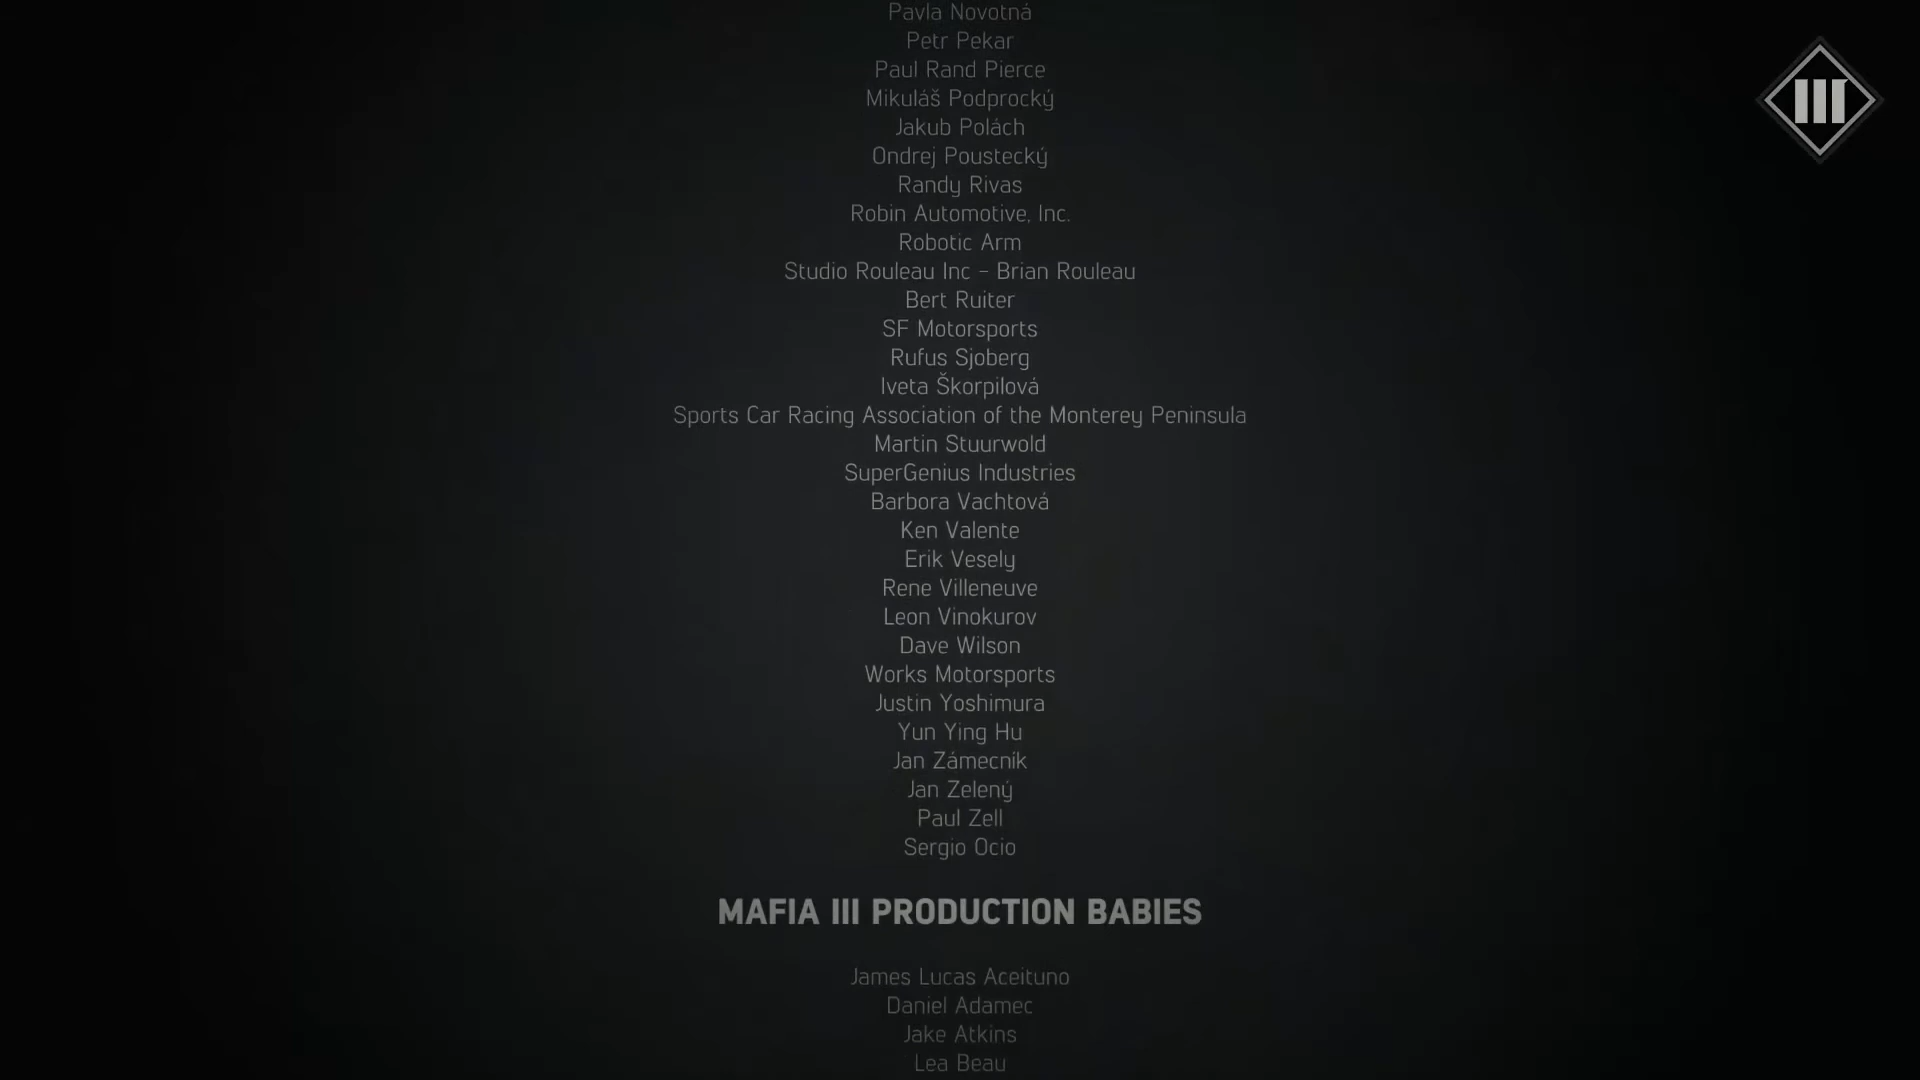 Pavla Novotná
Petr Pekar
Paul Rand Pierce
Mikuláš Podprocký
Jakub Polách
Ondrej Poustecký
Randy Rivas
Robin Automotive, Inc.
Robotic Arm
Studio Rouleau Inc - Brian Rouleau
Bert Ruiter
SF Motorsports
Rufus Sjoberg
Iveta Škorpilová
Sports Car Racing Association of the Monterey Peninsula
Martin Stuurwold
SuperGenius Industries
Barbora Vachtová
Ken Valente
Erik Vesely
Rene Villeneuve
Leon Vinokurov
Dave Wilson
Works Motorsports
Justin Yoshimura
Yun Ying Hu
Jan Zámecník
Jan Zelený
Paul Zell
Sergio Ocio
MAFIA III PRODUCTION BABIES
James Lucas Aceituno
Daniel Adamec
Jake Atkins
Lea Beau
III